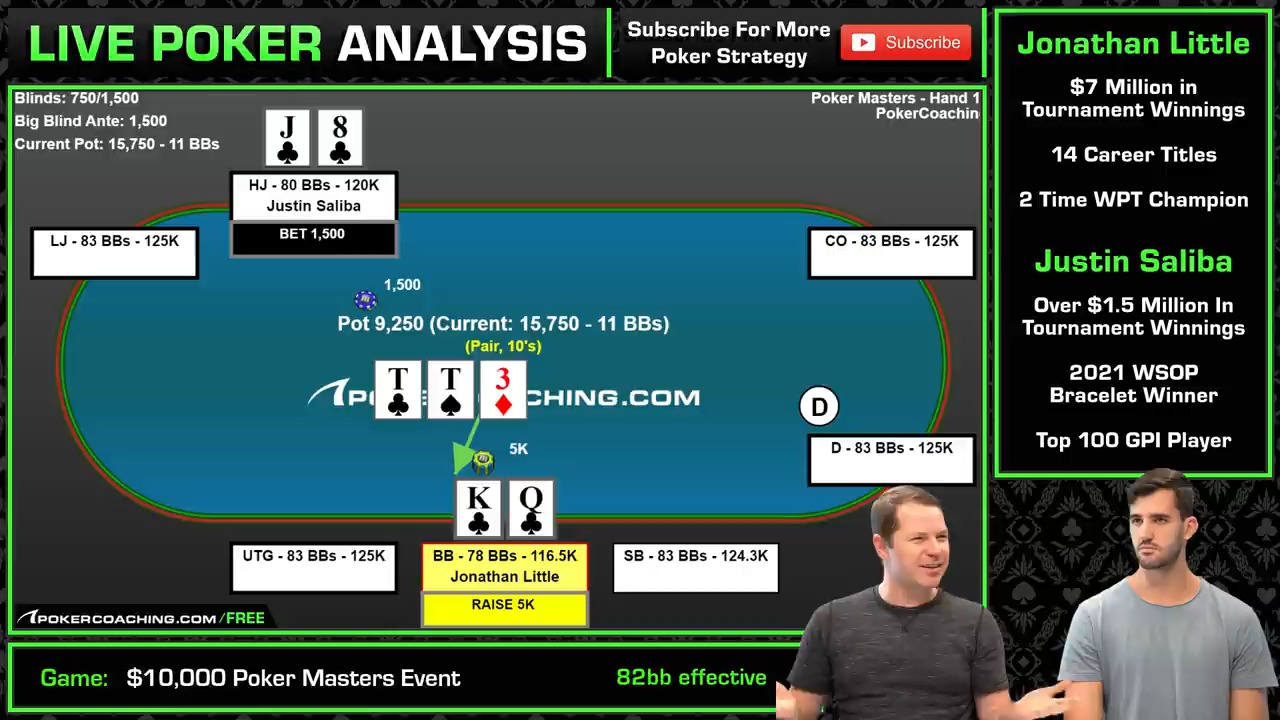 LIVE POKER ANALYSIS
Subscribe For More
Poker Strategy
Subscribe
Blinds: 750/1,500
Big Blind Ante: 1,500
Current Pot: 15,750 - 11 BBs
Poker Masters - Hand 1
PokerCoachin
J
8
HJ - 80 BBs - 120K
Justin Saliba
BET 1,500
LJ - 83 BBs - 125K
CO - 83 BBs - 125K
1,500
Pot 9,250 (Current: 15,750 - 11 BBs)
(Pair, 10's)
T
T
3
CHING.COM
D
5K
D - 83 BBs - 125K
K
Q
UTG - 83 BBs - 125K
BB - 78 BBs - 116.5K
Jonathan Little
RAISE 5K
SB - 83 BBs - 124.3K
POKERCOACHING.COM/FREE
Game: $10,000 Poker Masters Event
82bb effective
Jonathan Little
$7 Million in
Tournament Winnings
14 Career Titles
2 Time WPT Champion
Justin Saliba
Over $1.5 Million In
Tournament Winnings
2021 WSOP
Bracelet Winner
Top 100 GPI Player